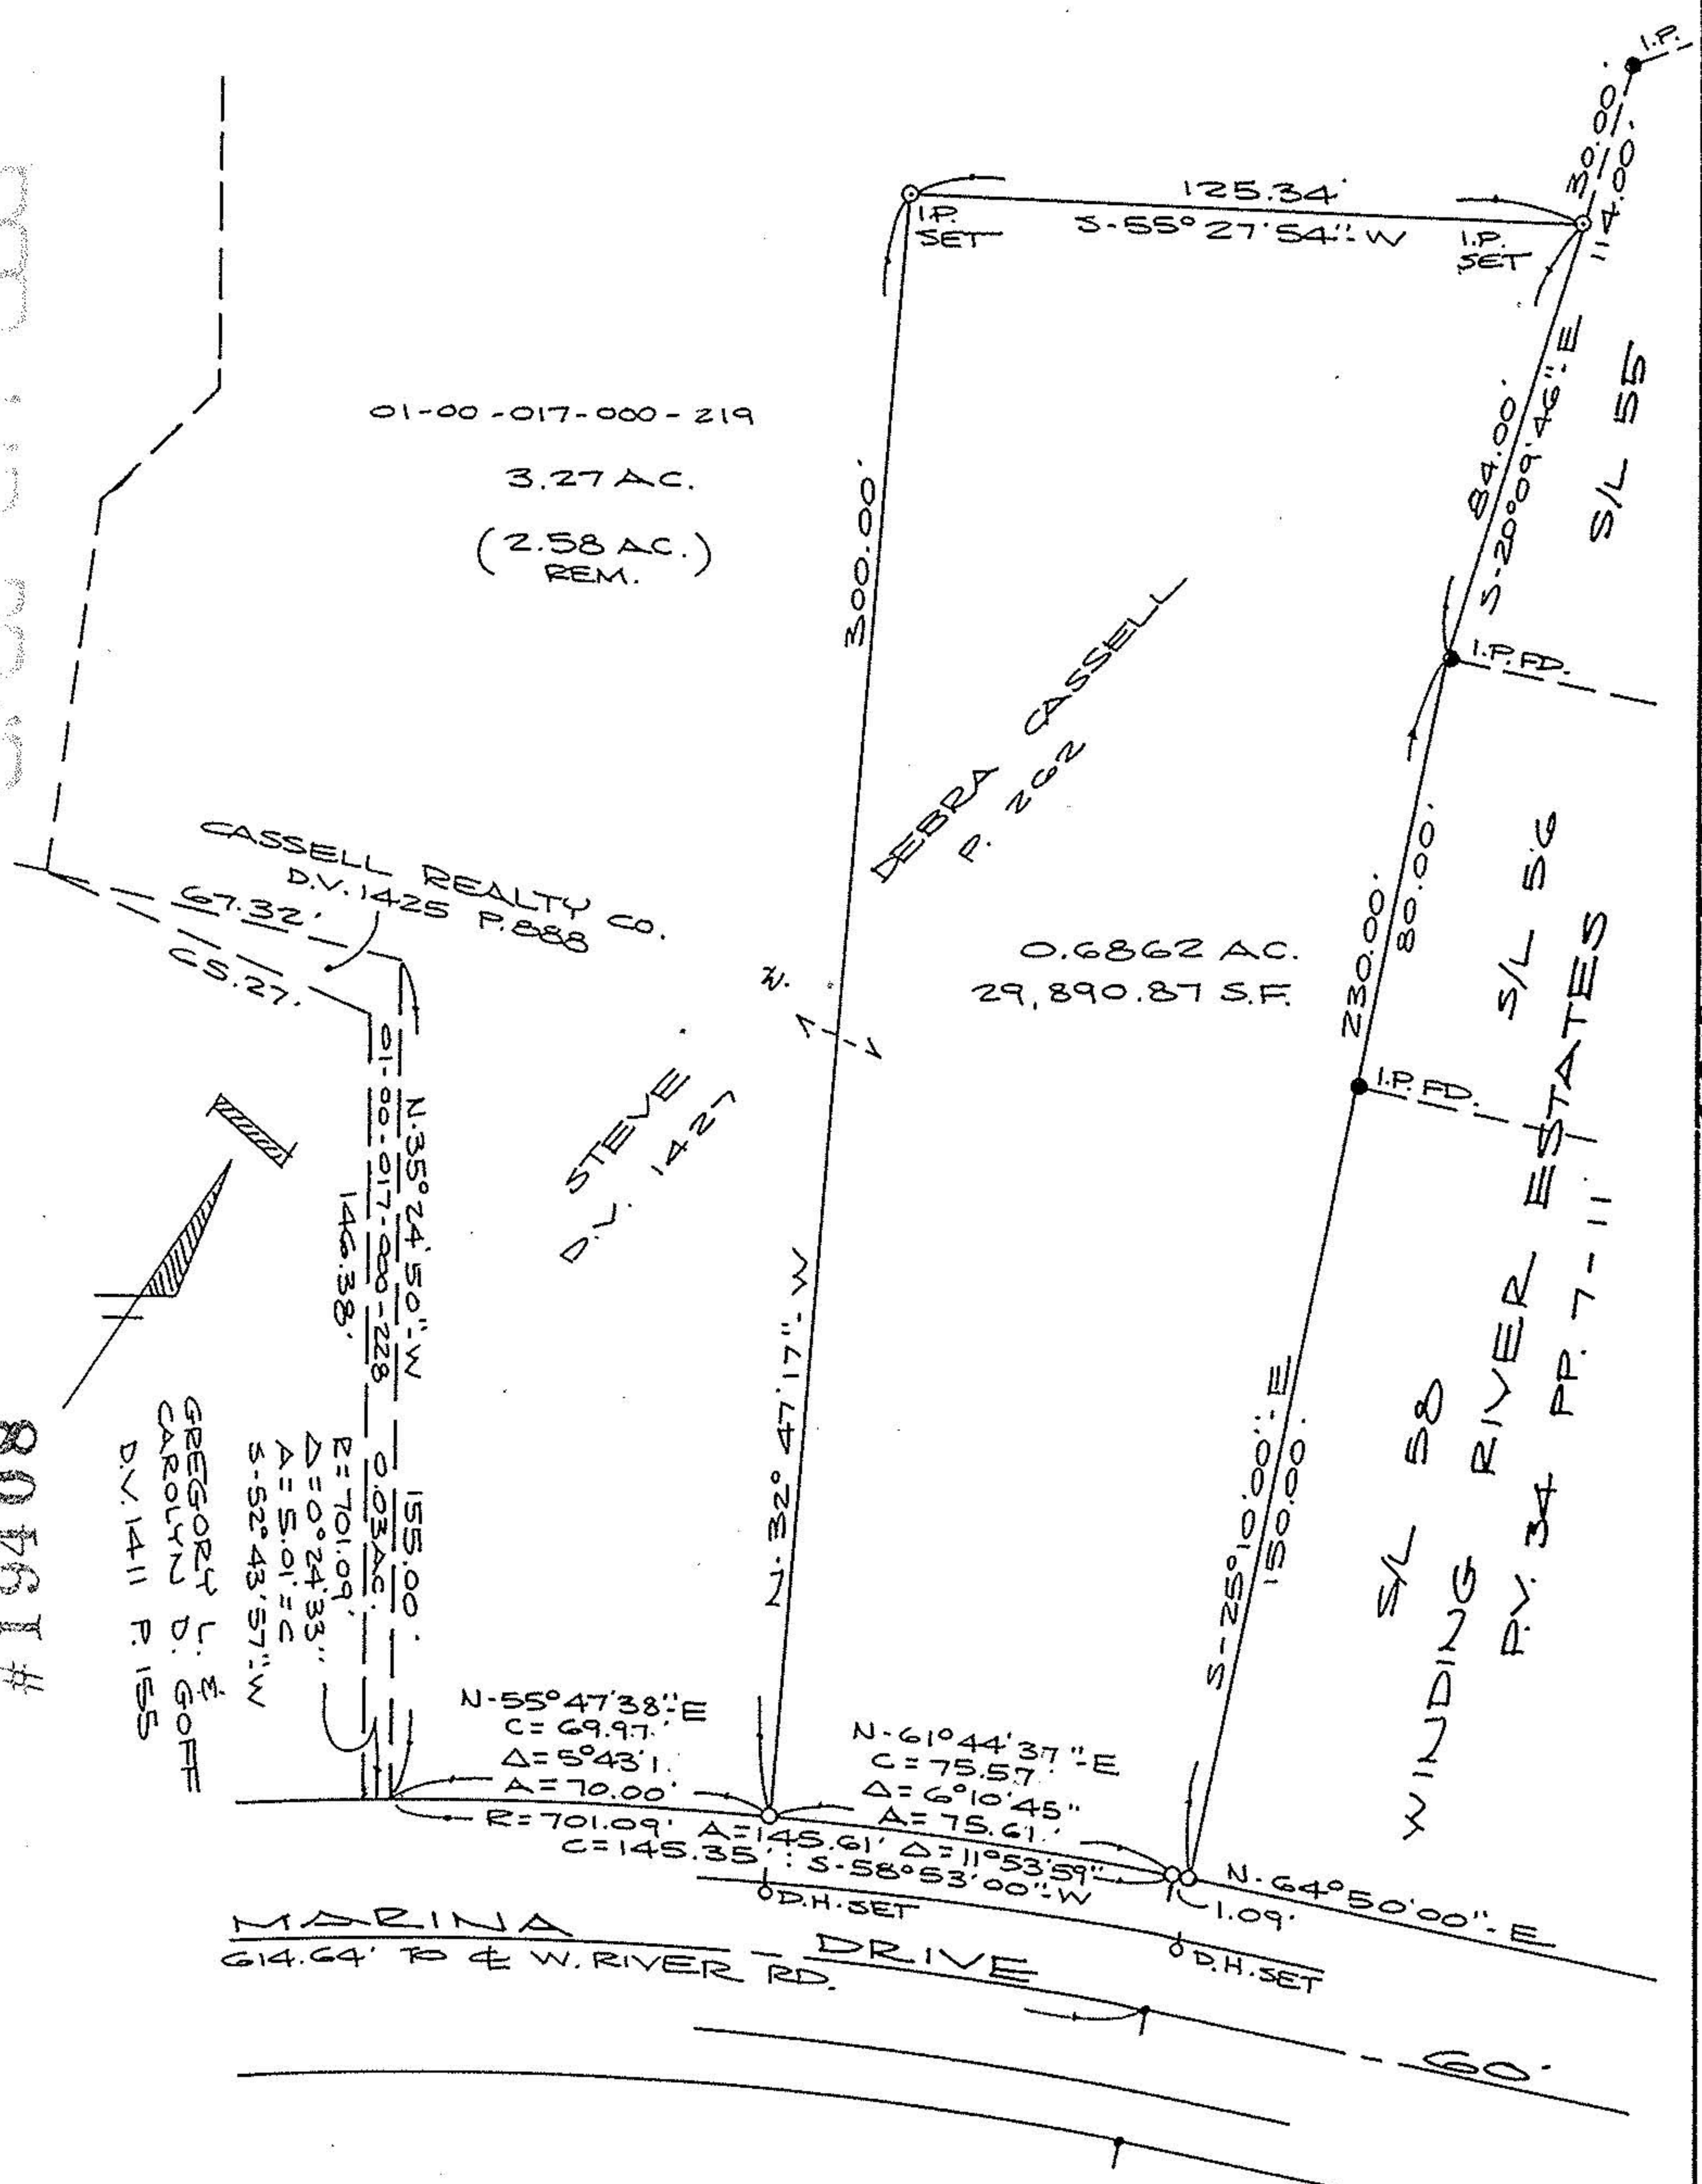 I.P.
30.00'
114.00'
125.34'
S-55° 27' 54"-W
I.P.
SET
I.P.
SET
84.00'
S-20° 09' 46"-E
S/L 55
01-00-017-000-219
3.27 AC.
(2.58 AC.)
REM.
300.00'
N-32° 47' 17"-W
I.P. FD.
STEVE & DEBRA CASSELL
D.V. 1427 P. 262
CASSELL REALTY CO.
D.V. 1425 P. 888
67.32'
65.27'
0.6862 AC.
29,890.87 S.F.
230.00'
80.00'
S/L 56
I.P. FD.
N-35° 24' 50"-W 155.00'
01-00-017-000-228 0.03 AC.
146.38'
R=701.09'
Δ=0°24'33"
A=5.01'=C
S-52° 43' 57"-W
GREGORY L. &
CAROLYN D. GOFF
D.V. 1411 P. 155
# 19408
S-25° 10' 00"-E
150.00'
S/L 58
WINDING RIVER ESTATES
P.V. 34 PP. 7-11
N-55° 47' 38"-E
C=69.97'
Δ=5°43'1
A=70.00'
N-61° 44' 37"-E
C=75.57'
Δ=6°10'45"
A=75.61'
R=701.09' A=145.61' Δ=11°53'59"
C=145.35' : S-58° 53' 00"-W
1.09'
N-64° 50' 00"-E
D.H. SET
D.H. SET
MARINA - DRIVE
614.64' TO ℄ W. RIVER RD.
60'